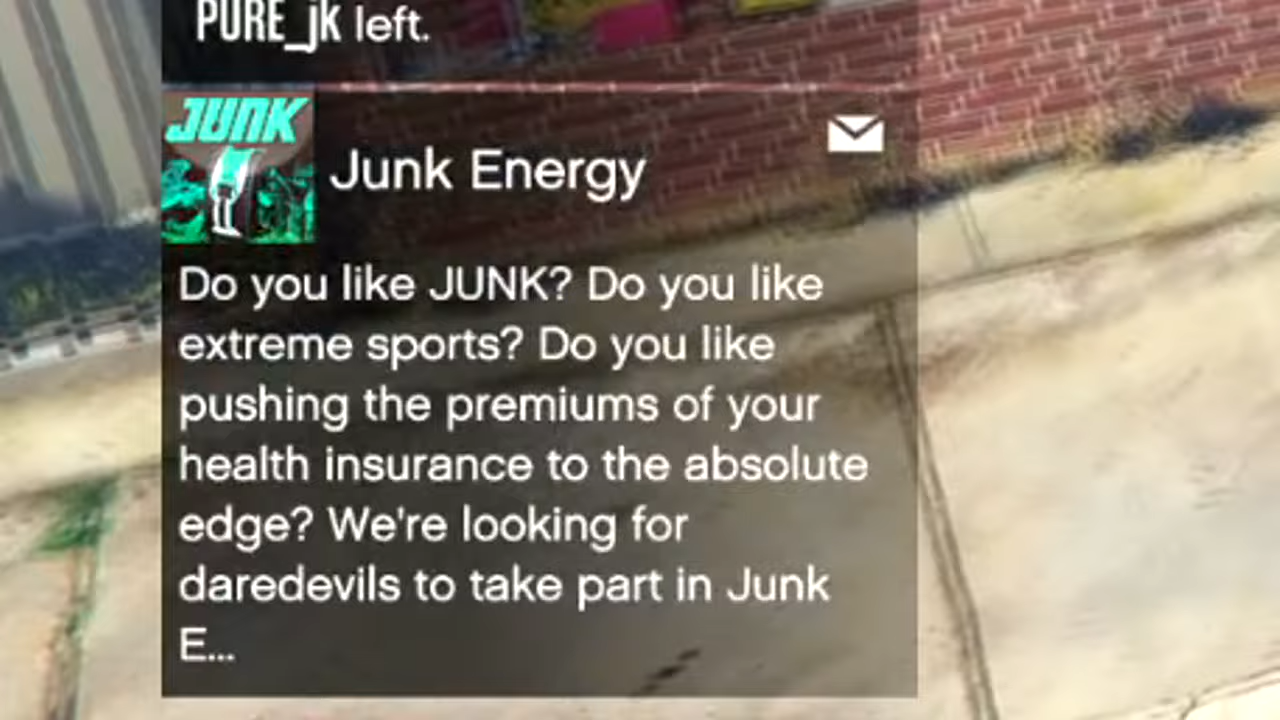 PURE_jK left.
JUNK
Junk Energy
Do you like JUNK? Do you like
extreme sports? Do you like
pushing the premiums of your
health insurance to the absolute
edge? We're looking for
daredevils to take part in Junk
E...